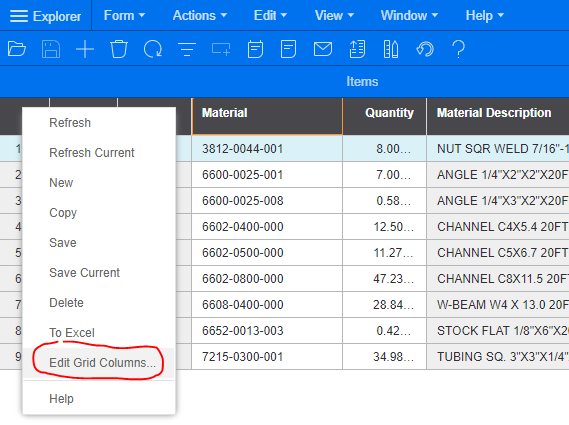 Explorer Form Actions Edit View Window Help
Items
Material Quantity Material Description
1 3812-0044-001 8.00... NUT SQR WELD 7/16"-1
2 6600-0025-001 7.00... ANGLE 1/4"X2"X2"X20F
3 6600-0025-008 0.58... ANGLE 1/4"X3"X2"X20F
4 6602-0400-000 12.50... CHANNEL C4X5.4 20FT
5 6602-0500-000 11.27... CHANNEL C5X6.7 20FT
6 6602-0800-000 47.23... CHANNEL C8X11.5 20FT
7 6608-0400-000 28.84... W-BEAM W4 X 13.0 20F
8 6652-0013-003 0.42... STOCK FLAT 1/8"X6"X20
9 7215-0300-001 34.98... TUBING SQ. 3"X3"X1/4"
Refresh
Refresh Current
New
Copy
Save
Save Current
Delete
To Excel
Edit Grid Columns...
Help